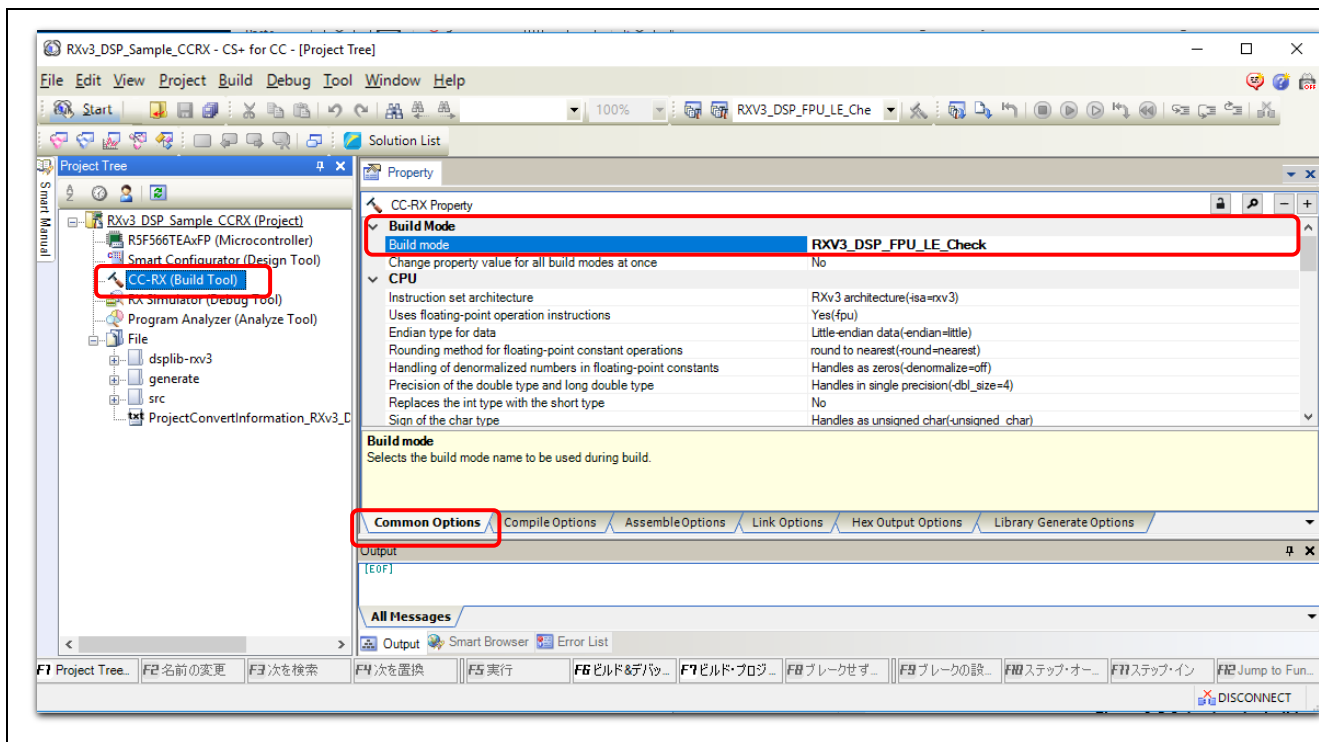 RXv3_DSP_Sample_CCRX - CS+ for CC - [Project Tree]
File Edit View Project Build Debug Tool Window Help
Start 100% RXV3_DSP_FPU_LE_Che
Solution List
Smart Manual
Project Tree
RXv3_DSP_Sample_CCRX (Project)
R5F566TEAxFP (Microcontroller)
Smart Configurator (Design Tool)
CC-RX (Build Tool)
RX Simulator (Debug Tool)
Program Analyzer (Analyze Tool)
File
dsplib-rxv3
generate
src
ProjectConvertInformation_RXv3_D
Property
CC-RX Property
Build Mode
Build mode RXV3_DSP_FPU_LE_Check
Change property value for all build modes at once No
CPU
Instruction set architecture RXv3 architecture(-isa=rxv3)
Uses floating-point operation instructions Yes(-fpu)
Endian type for data Little-endian data(-endian=little)
Rounding method for floating-point constant operations round to nearest(-round=nearest)
Handling of denormalized numbers in floating-point constants Handles as zeros(-denormalize=off)
Precision of the double type and long double type Handles in single precision(-dbl_size=4)
Replaces the int type with the short type No
Sign of the char type Handles as unsigned char(-unsigned_char)
Build mode
Selects the build mode name to be used during build.
Common Options Compile Options Assemble Options Link Options Hex Output Options Library Generate Options
Output
[EOF]
All Messages
Output Smart Browser Error List
F1 Project Tree... F2 名前の変更 F3 次を検索 F4 次を置換 F5 実行 F6 ビルド&デバッ... F7 ビルド・プロジ... F8 ブレークせず... F9 ブレークの設... F10 ステップ・オー... F11 ステップ・イン F12 Jump to Fun...
DISCONNECT